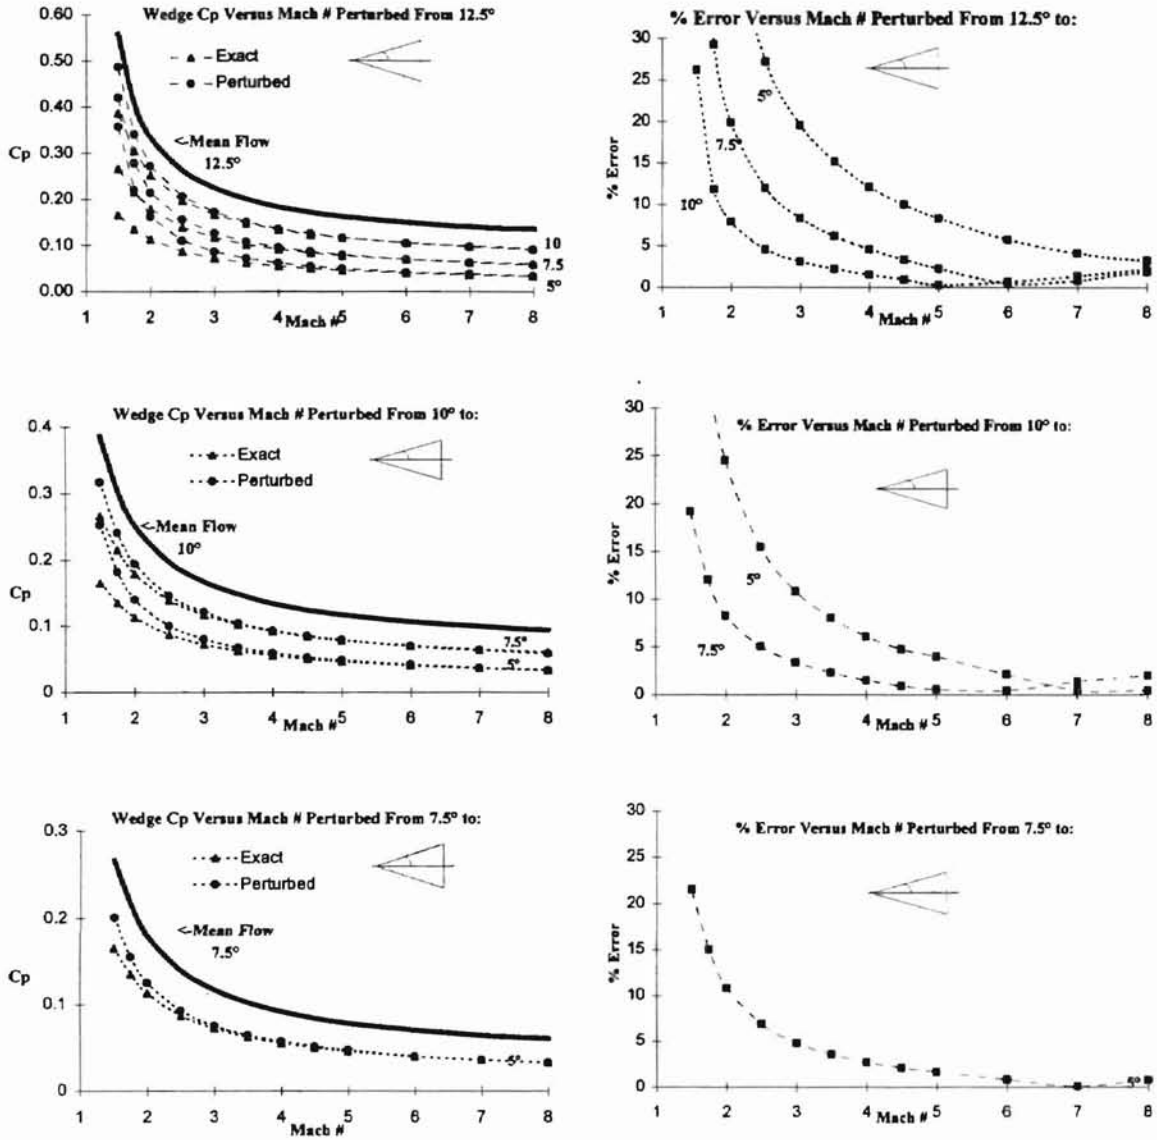 Wedge Cp Versus Mach # Perturbed From 12.5°
0.60
0.50
0.40
0.30
0.20
0.10
0.00
Cp
Exact
Perturbed
<-Mean Flow
12.5°
10
7.5
5°
1 2 3 4 5 6 7 8
Mach #
% Error Versus Mach # Perturbed From 12.5° to:
30
25
20
15
10
5
0
% Error
5°
7.5°
10°
1 2 3 4 5 6 7 8
Mach #
Wedge Cp Versus Mach # Perturbed From 10° to:
0.4
0.3
0.2
0.1
0
Cp
Exact
Perturbed
<-Mean Flow
10°
7.5°
5°
1 2 3 4 5 6 7 8
Mach #
% Error Versus Mach # Perturbed From 10° to:
30
25
20
15
10
5
0
% Error
5°
7.5°
1 2 3 4 5 6 7 8
Mach #
Wedge Cp Versus Mach # Perturbed From 7.5° to:
0.3
0.2
0.1
0
Cp
Exact
Perturbed
<-Mean Flow
7.5°
5°
1 2 3 4 5 6 7 8
Mach #
% Error Versus Mach # Perturbed From 7.5° to:
30
25
20
15
10
5
0
% Error
5°
1 2 3 4 5 6 7 8
Mach #